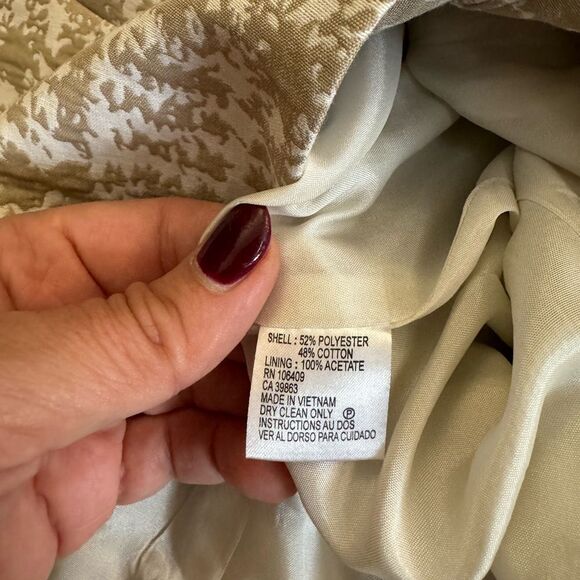 SHELL : 52% POLYESTER
48% COTTON
LINING : 100% ACETATE
RN 106409
CA 39863
MADE IN VIETNAM
DRY CLEAN ONLY Ⓟ
INSTRUCTIONS AU DOS
VER AL DORSO PARA CUIDADO